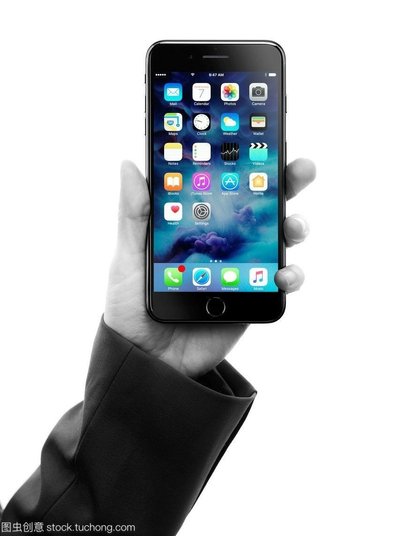 9:47 AM
Mail Calendar Photos Camera
Maps Clock Weather Wallet
Notes Reminders Stocks Videos
iBooks iTunes Store App Store Home
Health Settings
Phone Safari Messages Music
图虫创意 stock.tuchong.com